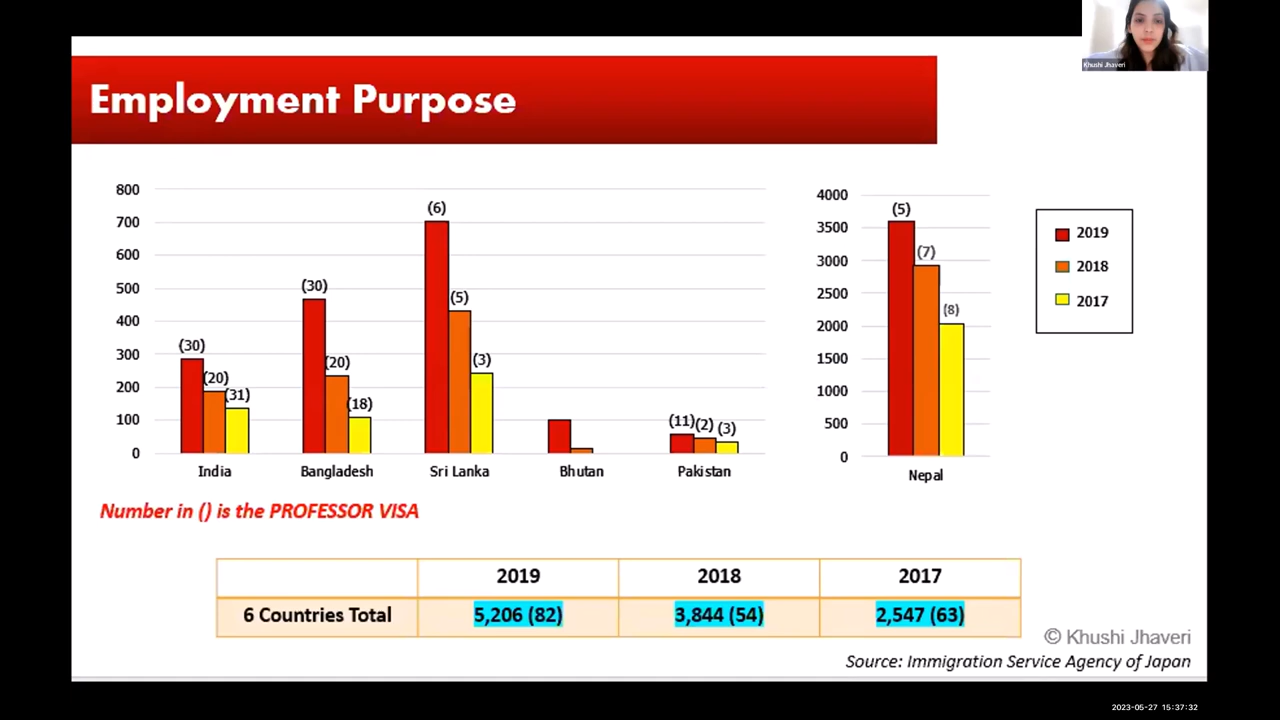 Khushi Jhaveri
Employment Purpose
800
700
600
500
400
300
200
100
0
(30)
(20)
(31)
(30)
(20)
(18)
(6)
(5)
(3)
(11)
(2)
(3)
India
Bangladesh
Sri Lanka
Bhutan
Pakistan
4000
3500
3000
2500
2000
1500
1000
500
0
(5)
(7)
(8)
Nepal
2019
2018
2017
Number in () is the PROFESSOR VISA
2019 2018 2017
6 Countries Total 5,206 (82) 3,844 (54) 2,547 (63)
© Khushi Jhaveri
Source: Immigration Service Agency of Japan
2023-05-27 15:37:32